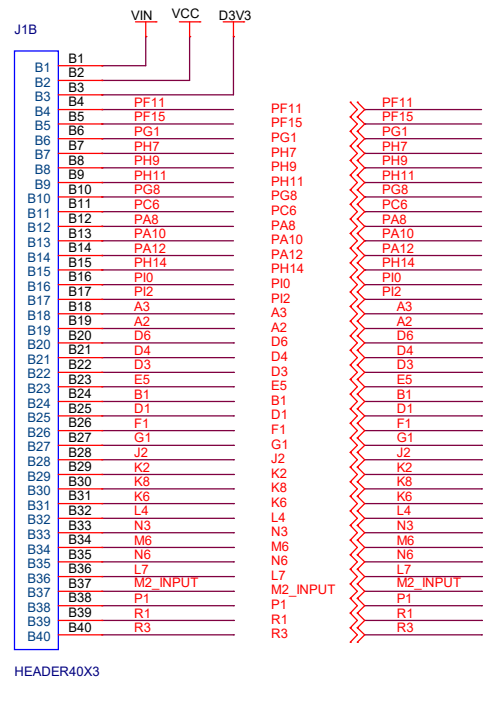 VIN VCC D3V3
J1B
B1 B1
B2 B2
B3 B3
B4 B4 PF11 PF11 PF11
B5 B5 PF15 PF15 PF15
B6 B6 PG1 PG1 PG1
B7 B7 PH7 PH7 PH7
B8 B8 PH9 PH9 PH9
B9 B9 PH11 PH11 PH11
B10 B10 PG8 PG8 PG8
B11 B11 PC6 PC6 PC6
B12 B12 PA8 PA8 PA8
B13 B13 PA10 PA10 PA10
B14 B14 PA12 PA12 PA12
B15 B15 PH14 PH14 PH14
B16 B16 PI0 PI0 PI0
B17 B17 PI2 PI2 PI2
B18 B18 A3 A3 A3
B19 B19 A2 A2 A2
B20 B20 D6 D6 D6
B21 B21 D4 D4 D4
B22 B22 D3 D3 D3
B23 B23 E5 E5 E5
B24 B24 B1 B1 B1
B25 B25 D1 D1 D1
B26 B26 F1 F1 F1
B27 B27 G1 G1 G1
B28 B28 J2 J2 J2
B29 B29 K2 K2 K2
B30 B30 K8 K8 K8
B31 B31 K6 K6 K6
B32 B32 L4 L4 L4
B33 B33 N3 N3 N3
B34 B34 M6 M6 M6
B35 B35 N6 N6 N6
B36 B36 L7 L7 L7
B37 B37 M2_INPUT M2_INPUT M2_INPUT
B38 B38 P1 P1 P1
B39 B39 R1 R1 R1
B40 B40 R3 R3 R3
HEADER40X3